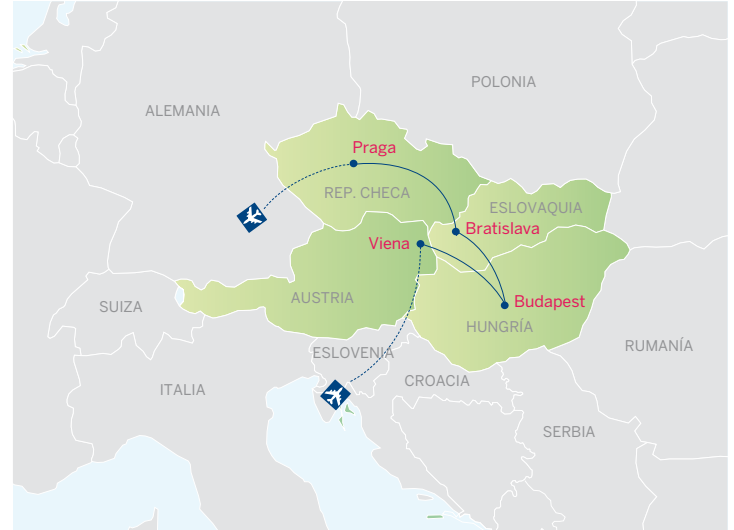 POLONIA
ALEMANIA
Praga
REP. CHECA
ESLOVAQUIA
Bratislava
Viena
AUSTRIA
Budapest
SUIZA
HUNGRÍA
RUMANÍA
ESLOVENIA
CROACIA
ITALIA
SERBIA